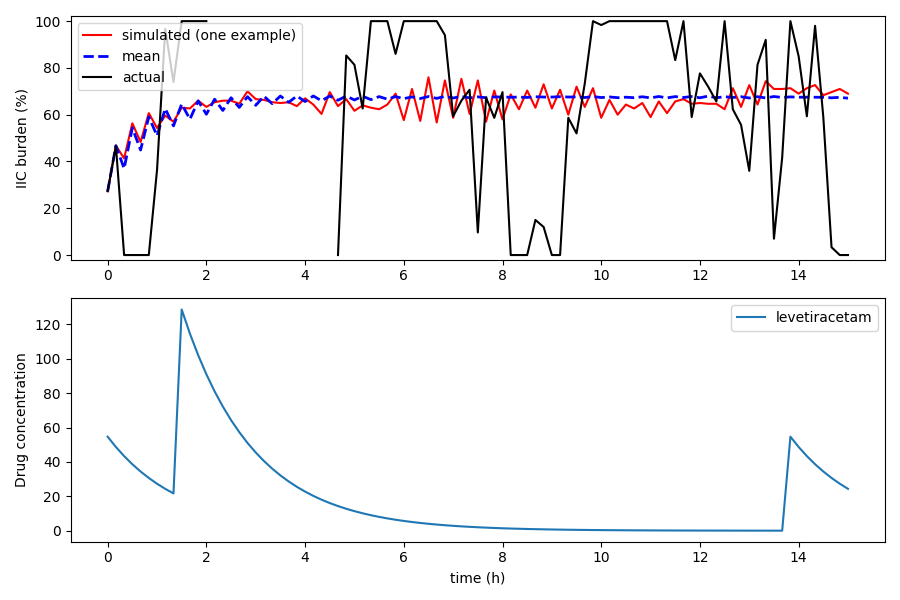 100
80
60
40
20
0
IIC burden (%)
simulated (one example)
mean
actual
0 2 4 6 8 10 12 14
120
100
80
60
40
20
0
Drug concentration
levetiracetam
0 2 4 6 8 10 12 14
time (h)